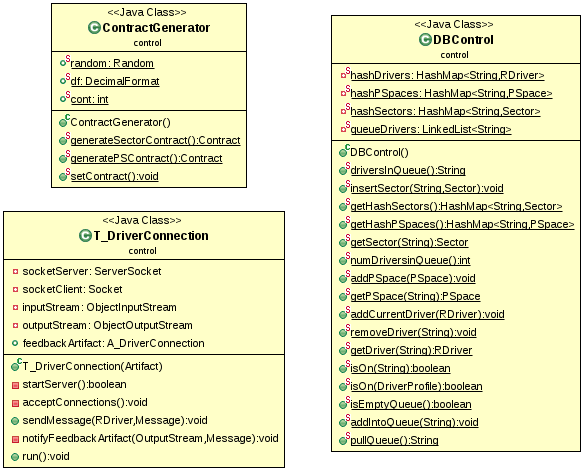 <<Java Class>>
ContractGenerator
control
random: Random
df: DecimalFormat
cont: int
ContractGenerator()
generateSectorContract():Contract
generatePSContract():Contract
setContract():void
<<Java Class>>
T_DriverConnection
control
socketServer: ServerSocket
socketClient: Socket
inputStream: ObjectInputStream
outputStream: ObjectOutputStream
feedbackArtifact: A_DriverConnection
T_DriverConnection(Artifact)
startServer():boolean
acceptConnections():void
sendMessage(RDriver,Message):void
notifyFeedbackArtifact(OutputStream,Message):void
run():void
<<Java Class>>
DBControl
control
hashDrivers: HashMap<String,RDriver>
hashPSpaces: HashMap<String,PSpace>
hashSectors: HashMap<String,Sector>
queueDrivers: LinkedList<String>
DBControl()
driversInQueue():String
insertSector(String,Sector):void
getHashSectors():HashMap<String,Sector>
getHashPSpaces():HashMap<String,PSpace>
getSector(String):Sector
numDriversinQueue():int
addPSpace(PSpace):void
getPSpace(String):PSpace
addCurrentDriver(RDriver):void
removeDriver(String):void
getDriver(String):RDriver
isOn(String):boolean
isOn(DriverProfile):boolean
isEmptyQueue():boolean
addIntoQueue(String):void
pullQueue():String